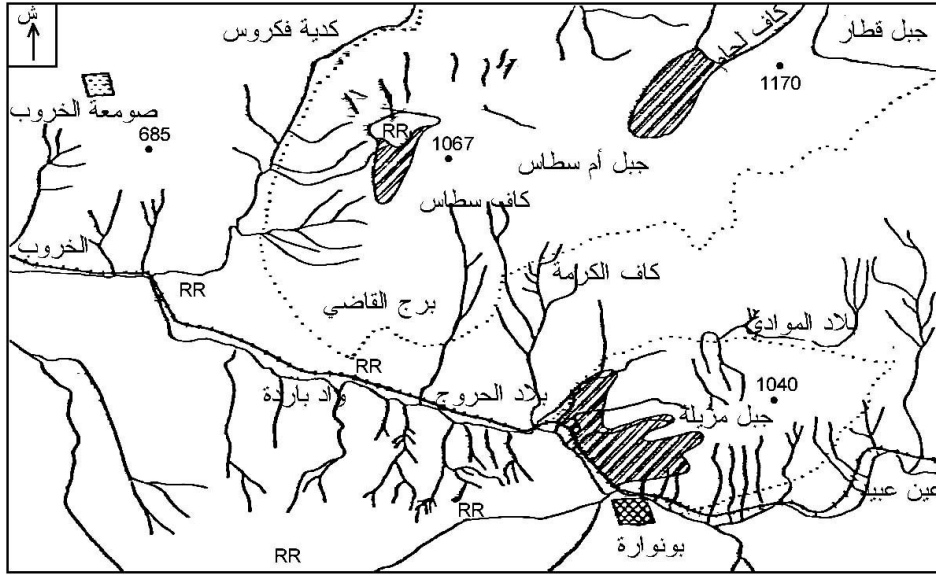 ش
كدية فكروس
كاف لحام
جبل قطار
1170
صومعة الخروب
685
RR
1067
جبل أم سطاس
كاف سطاس
الخروب
RR
كاف الكرمة
برج القاضي
بلاد الموادي
RR
واد باردة
بلاد الحروج
1040
جبل مزيلة
عين عبيد
RR
بونوارة
RR